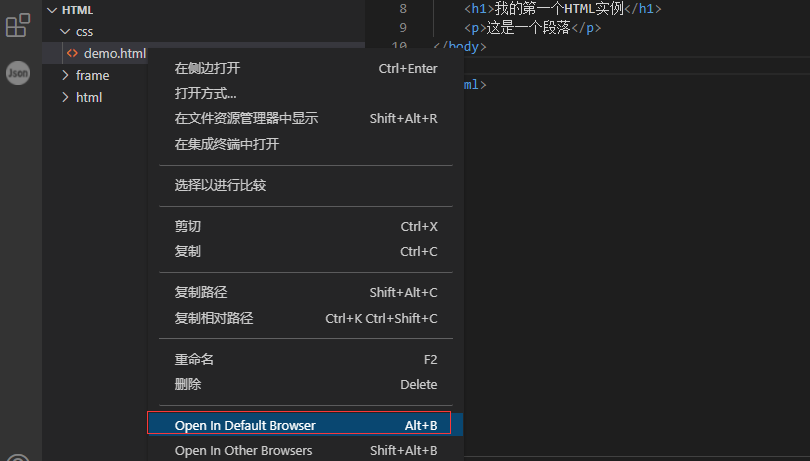 HTML
css
demo.html
frame
html
Json
8 <h1>我的第一个HTML实例</h1>
9 <p>这是一个段落</p>
10 </body>
ml>
在侧边打开 Ctrl+Enter
打开方式...
在文件资源管理器中显示 Shift+Alt+R
在集成终端中打开
选择以进行比较
剪切 Ctrl+X
复制 Ctrl+C
复制路径 Shift+Alt+C
复制相对路径 Ctrl+K Ctrl+Shift+C
重命名 F2
删除 Delete
Open In Default Browser Alt+B
Open In Other Browsers Shift+Alt+B